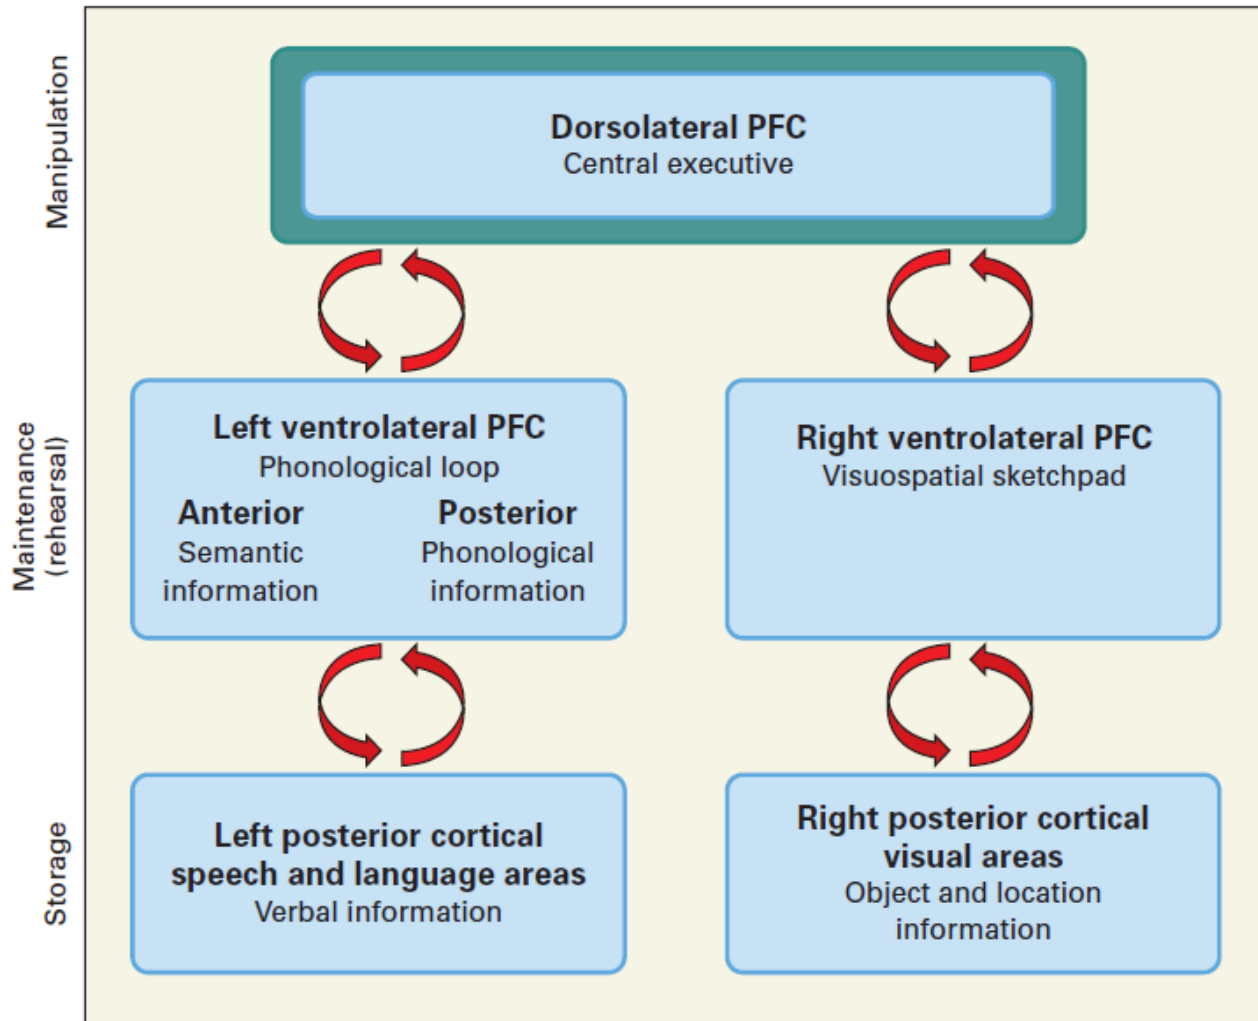 Manipulation
Dorsolateral PFC
Central executive
Maintenance
(rehearsal)
Left ventrolateral PFC
Phonological loop
Anterior
Semantic
information
Posterior
Phonological
information
Right ventrolateral PFC
Visuospatial sketchpad
Storage
Left posterior cortical
speech and language areas
Verbal information
Right posterior cortical
visual areas
Object and location
information